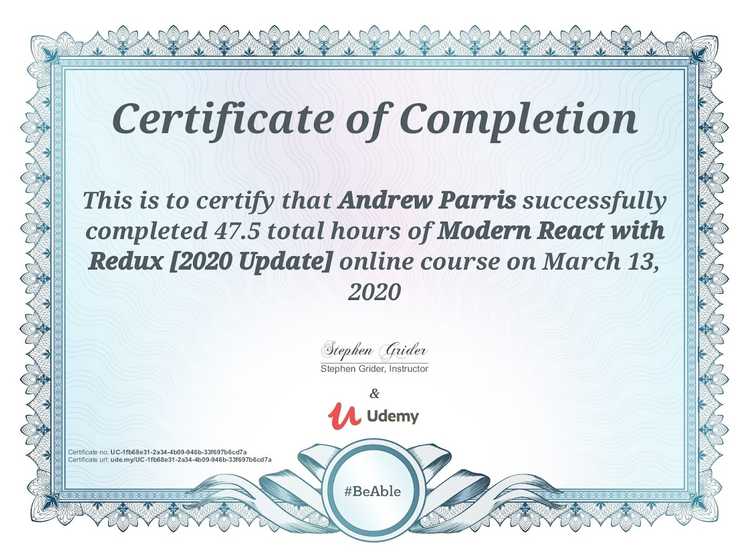 Certificate of Completion
This is to certify that Andrew Parris successfully
completed 47.5 total hours of Modern React with
Redux [2020 Update] online course on March 13,
2020
Stephen Grider
Stephen Grider, Instructor
&
Udemy
Certificate no: UC-1fb68e31-2a34-4b09-946b-33f697b6cd7a
Certificate url: ude.my/UC-1fb68e31-2a34-4b09-946b-33f697b6cd7a
#BeAble